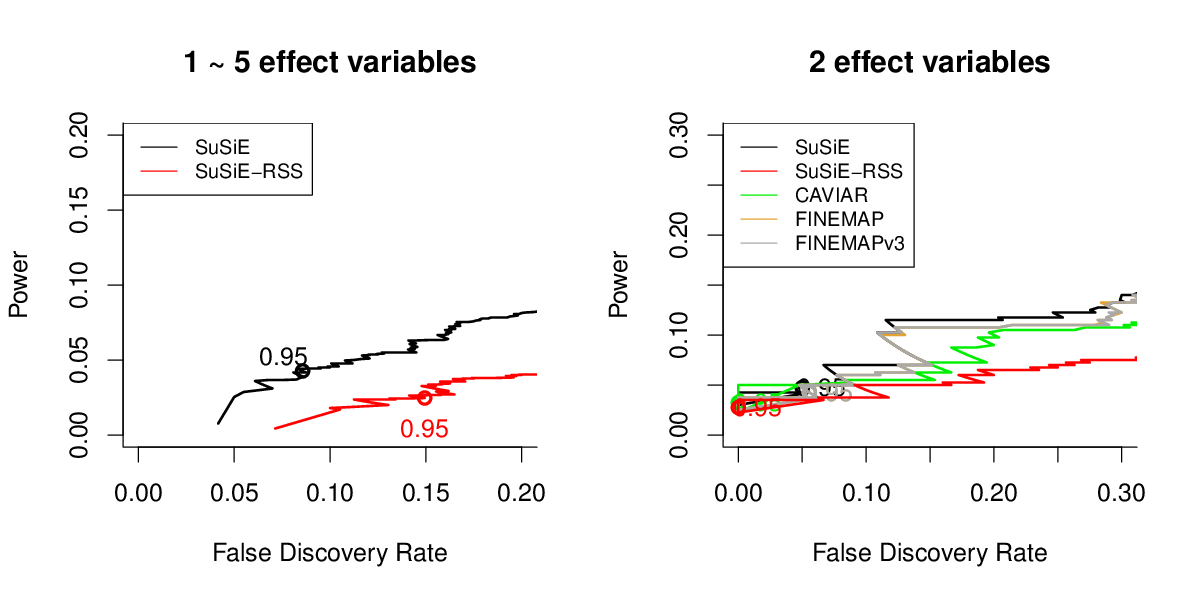 1 ~ 5 effect variables
Power
0.00
0.05
0.10
0.15
0.20
SuSiE
SuSiE−RSS
0.95
0.95
0.00
0.05
0.10
0.15
0.20
False Discovery Rate
2 effect variables
Power
0.00
0.10
0.20
0.30
SuSiE
SuSiE−RSS
CAVIAR
FINEMAP
FINEMAPv3
0.95
0.00
0.10
0.20
0.30
False Discovery Rate